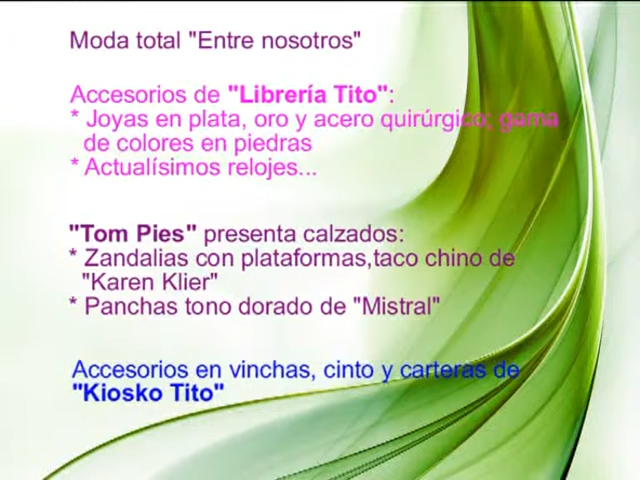 Moda total "Entre nosotros"
Accesorios de "Librería Tito":
* Joyas en plata, oro y acero quirúrgico; gama
de colores en piedras
* Actualísimos relojes...
"Tom Pies" presenta calzados:
* Zandalias con plataformas,taco chino de
"Karen Klier"
* Panchas tono dorado de "Mistral"
Accesorios en vinchas, cinto y carteras de
"Kiosko Tito"